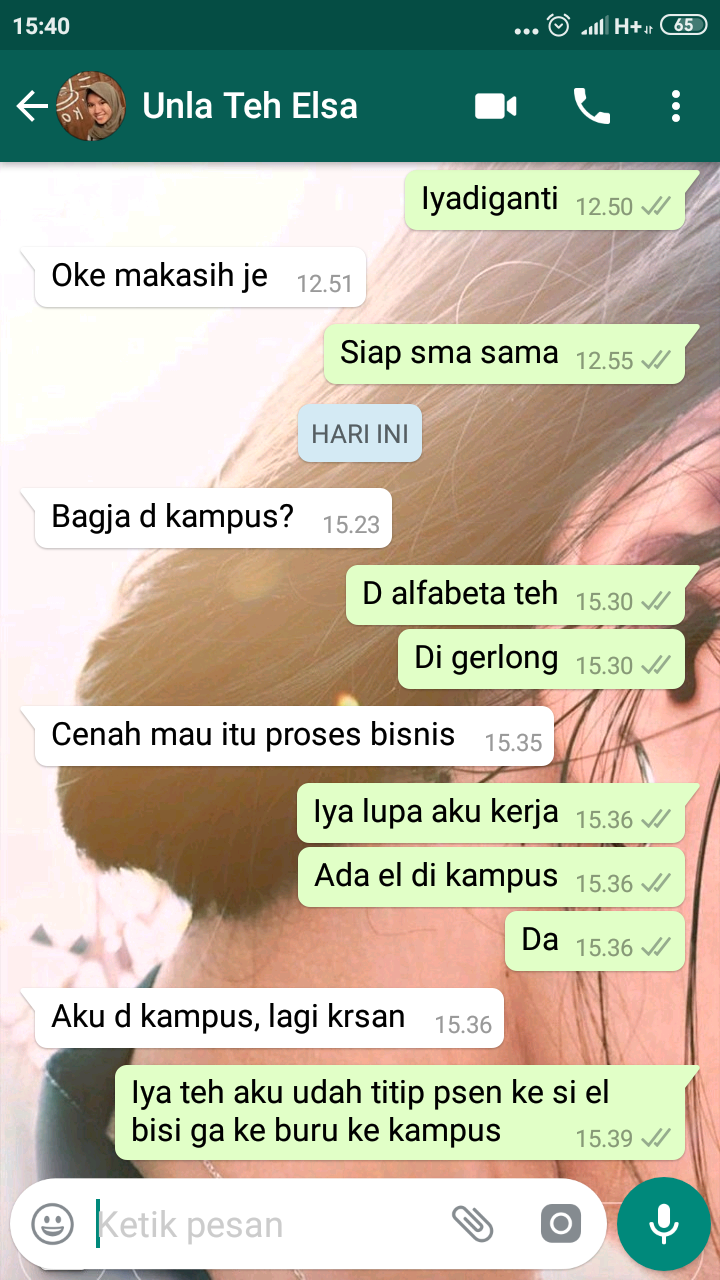 15:40
H+
65
Unla Teh Elsa
Iyadiganti 12.50
Oke makasih je 12.51
Siap sma sama 12.55
HARI INI
Bagja d kampus? 15.23
D alfabeta teh 15.30
Di gerlong 15.30
Cenah mau itu proses bisnis 15.35
Iya lupa aku kerja 15.36
Ada el di kampus 15.36
Da 15.36
Aku d kampus, lagi krsan 15.36
Iya teh aku udah titip psen ke si el
bisi ga ke buru ke kampus 15.39
Ketik pesan